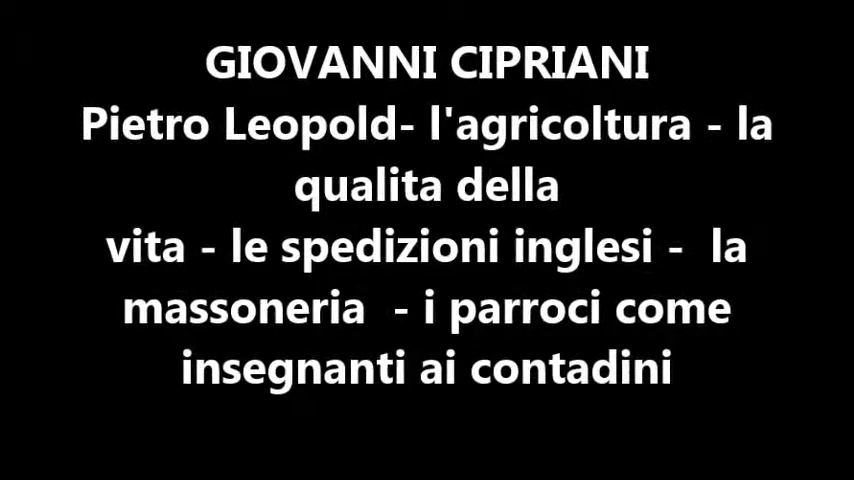 GIOVANNI CIPRIANI
Pietro Leopold- l'agricoltura - la
qualita della
vita - le spedizioni inglesi -  la
massoneria  - i parroci come
insegnanti ai contadini